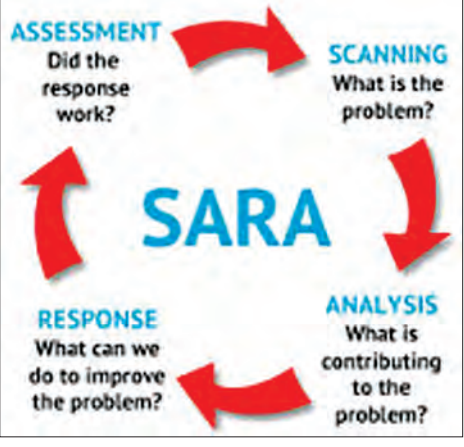 ASSESSMENT
Did the
response
work?
SCANNING
What is the
problem?
SARA
ANALYSIS
What is
contributing
to the
problem?
RESPONSE
What can we
do to improve
the problem?